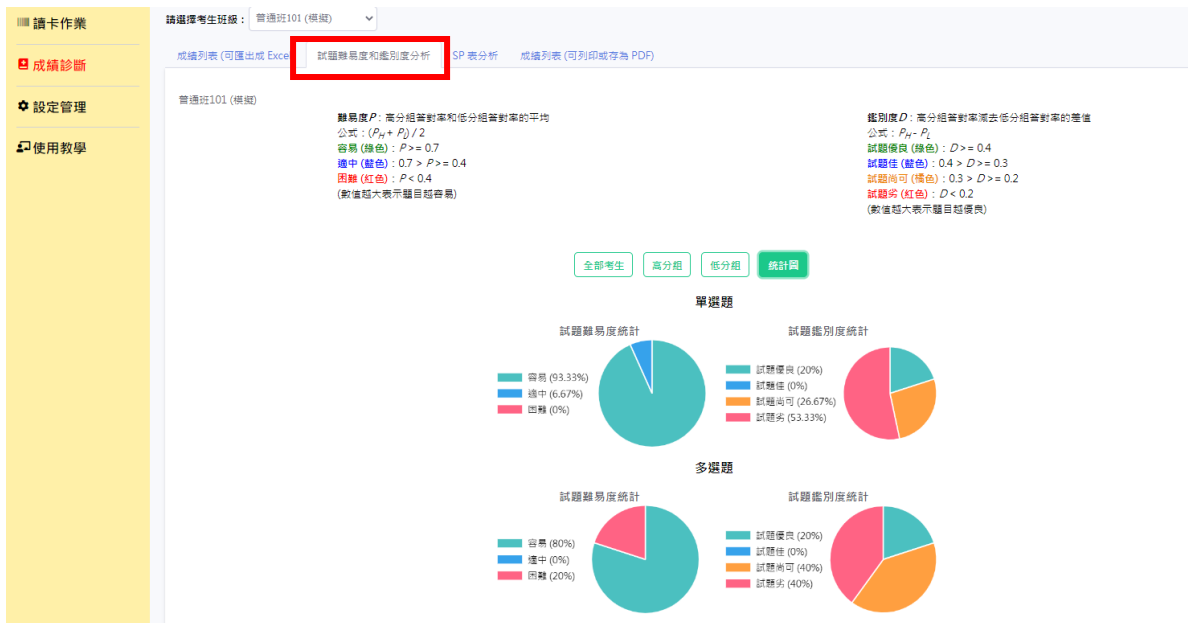 讀卡作業
成績診斷
設定管理
使用教學
請選擇考生班級：
普通班101 (模擬)
成績列表 (可匯出成 Exce
試題難易度和鑑別度分析
SP 表分析
成績列表 (可列印或存為 PDF)
普通班101 (模擬)
難易度P：高分組答對率和低分組答對率的平均
公式：(PH + PL) / 2
容易 (綠色)：P >= 0.7
適中 (藍色)：0.7 > P >= 0.4
困難 (紅色)：P < 0.4
(數值越大表示題目越容易)
鑑別度D：高分組答對率減去低分組答對率的差值
公式：PH - PL
試題優良 (綠色)：D >= 0.4
試題佳 (藍色)：0.4 > D >= 0.3
試題尚可 (橘色)：0.3 > D >= 0.2
試題劣 (紅色)：D < 0.2
(數值越大表示題目越優良)
全部考生
高分組
低分組
統計圖
單選題
試題難易度統計
容易 (93.33%)
適中 (6.67%)
困難 (0%)
試題鑑別度統計
試題優良 (20%)
試題佳 (0%)
試題尚可 (26.67%)
試題劣 (53.33%)
多選題
試題難易度統計
容易 (80%)
適中 (0%)
困難 (20%)
試題鑑別度統計
試題優良 (20%)
試題佳 (0%)
試題尚可 (40%)
試題劣 (40%)